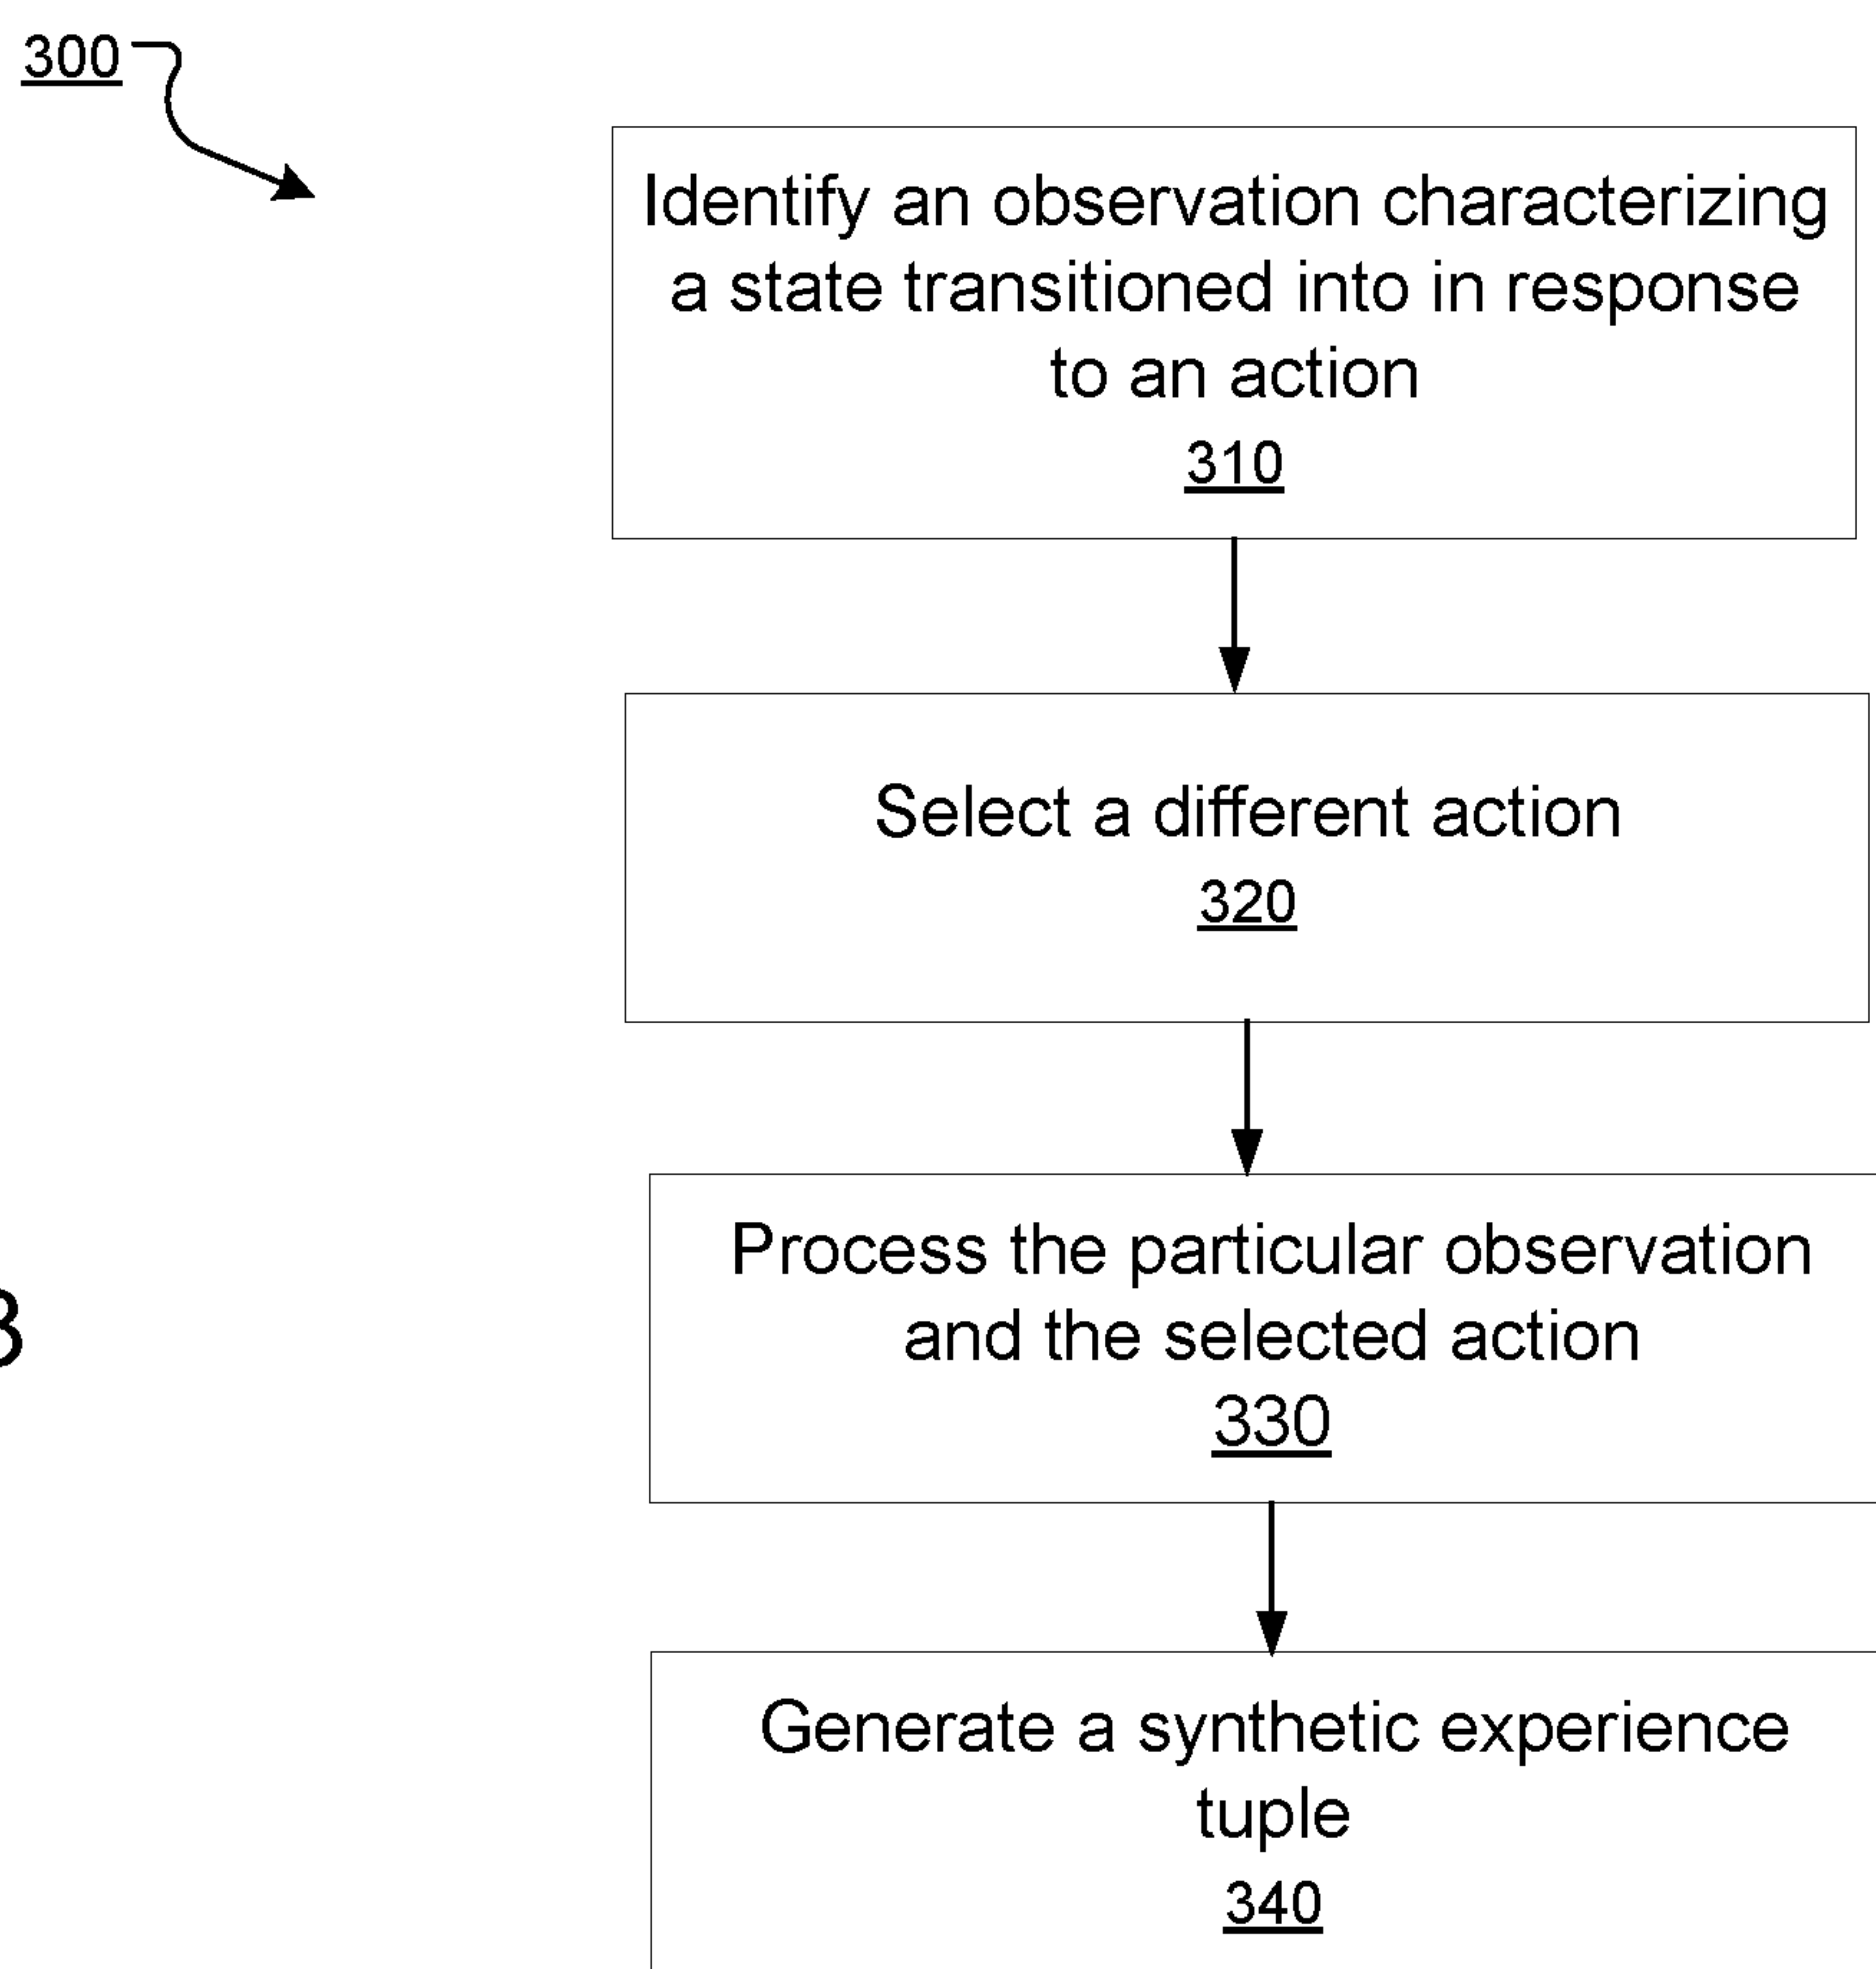 300
Identify an observation characterizing
a state transitioned into in response
to an action
310
Select a different action
320
Process the particular observation
and the selected action
330
Generate a synthetic experience
tuple
340